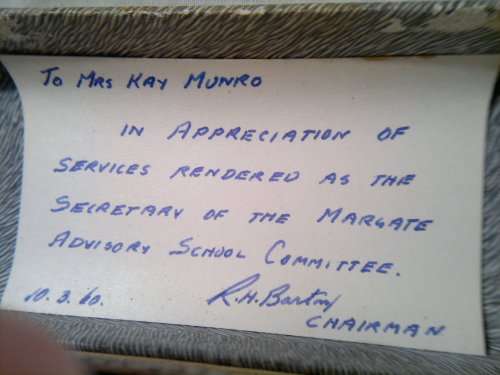 To Mrs Kay Munro
in Appreciation of
services rendered as the
Secretary of the Margate
Advisory School Committee.
10.3.60. R.H.
Chairman